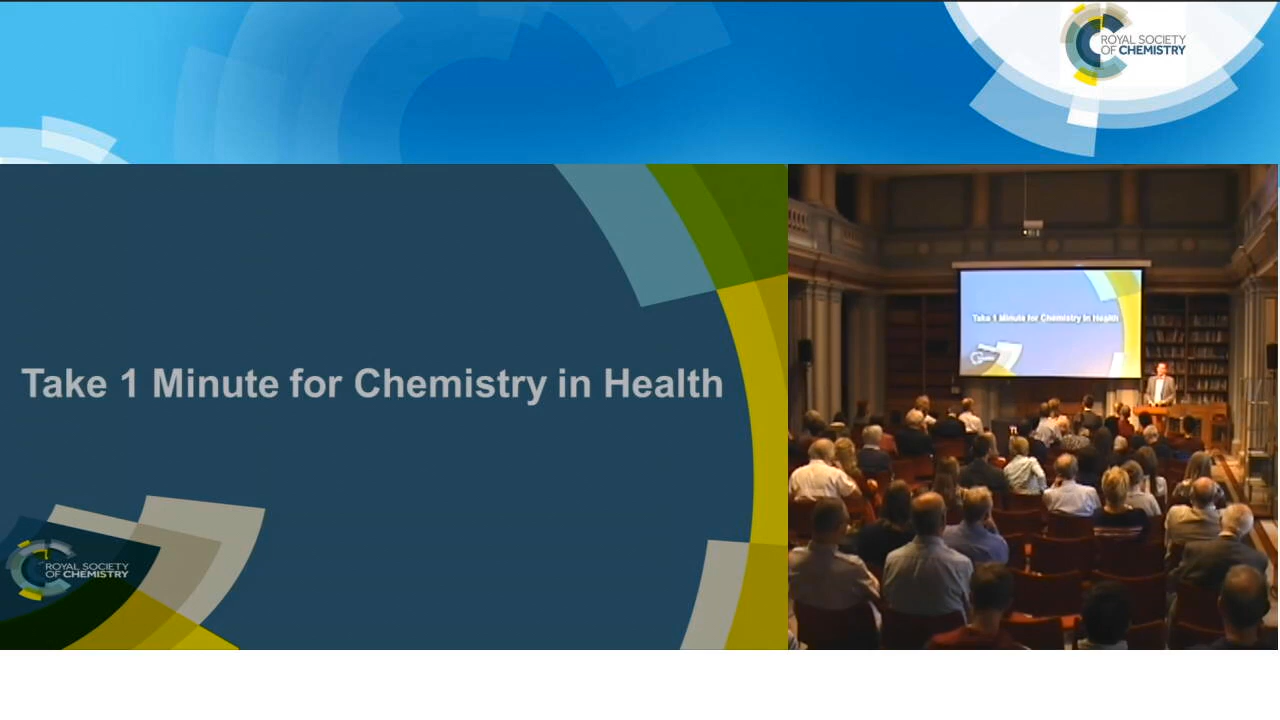 ROYAL SOCIETY
OF CHEMISTRY
Take 1 Minute for Chemistry in Health
ROYAL SOCIETY
OF CHEMISTRY
Take 1 Minute for Chemistry in Health